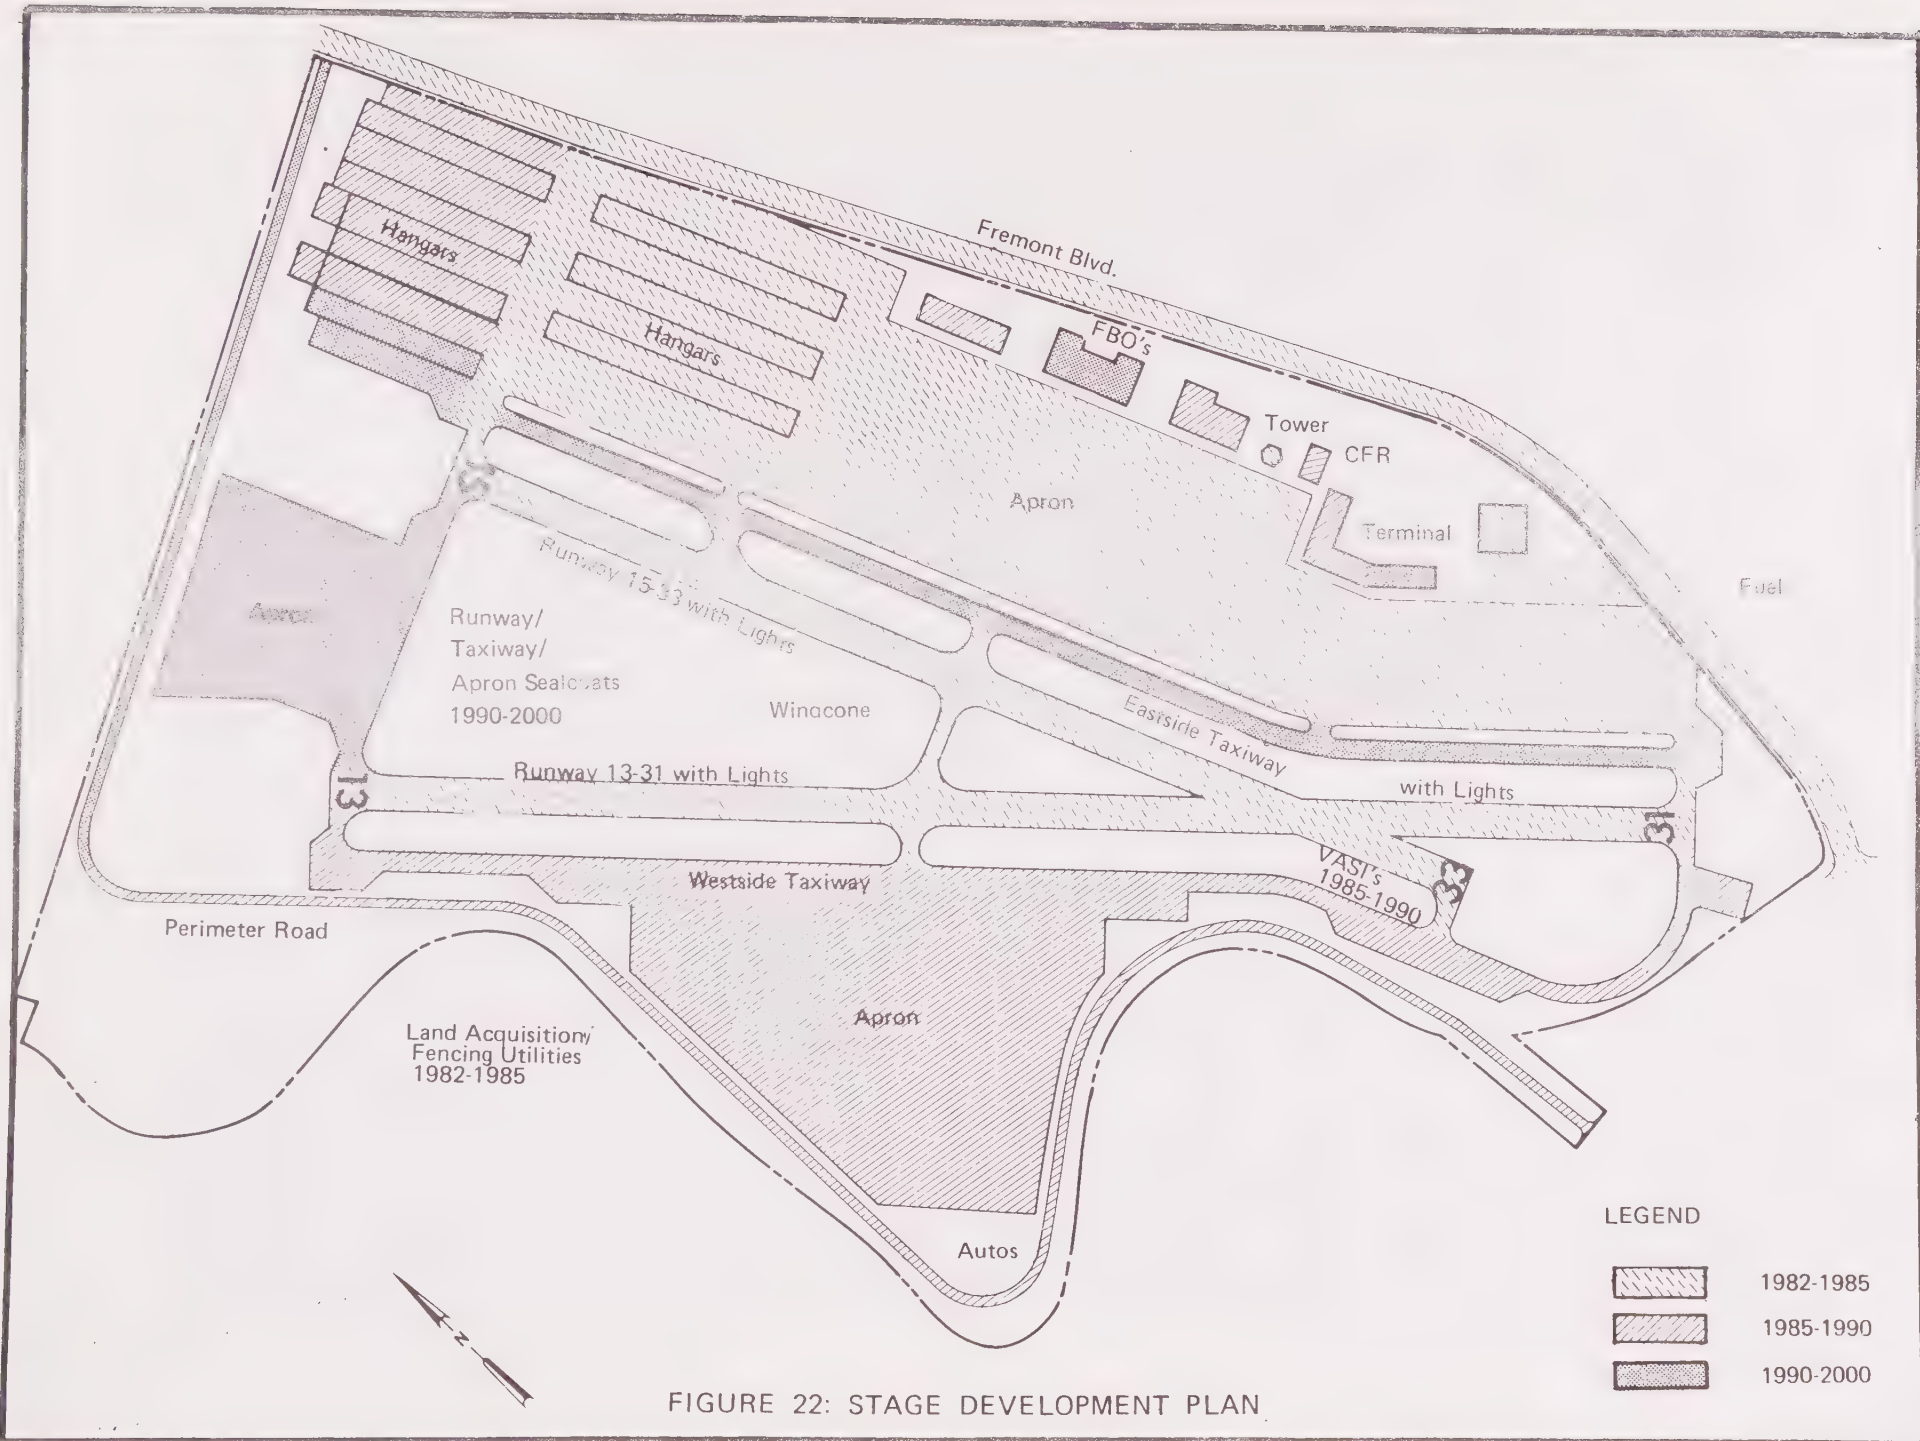 Fremont Blvd.
Hangars
Hangars
FBO's
Tower
CFR
Apron
Terminal
Fuel
Runway 15-33 with Lights
Apron
Runway/
Taxiway/
Apron Sealcoats
1990-2000
Winacone
Eastside Taxiway
with Lights
Runway 13-31 with Lights
13
31
33
VASI's
1985-1990
Westside Taxiway
Perimeter Road
Apron
Land Acquisition/
Fencing Utilities
1982-1985
Autos
N
LEGEND
1982-1985
1985-1990
1990-2000
FIGURE 22: STAGE DEVELOPMENT PLAN